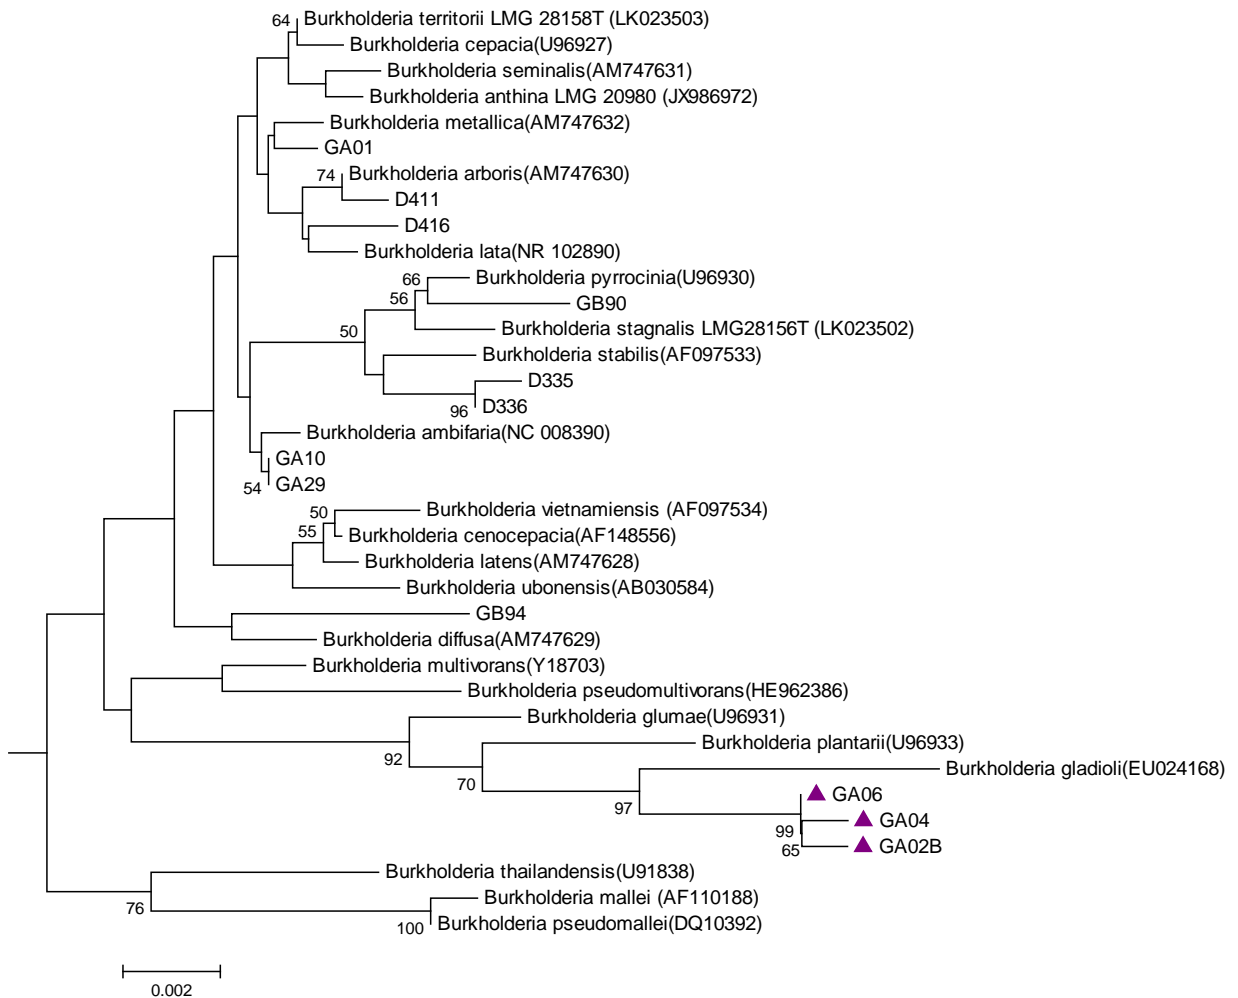 64 Burkholderia territorii LMG 28158T (LK023503)
Burkholderia cepacia(U96927)
Burkholderia seminalis(AM747631)
Burkholderia anthina LMG 20980 (JX986972)
Burkholderia metallica(AM747632)
GA01
74 Burkholderia arboris(AM747630)
D411
D416
Burkholderia lata(NR 102890)
66 Burkholderia pyrrocinia(U96930)
56 GB90
50 Burkholderia stagnalis LMG28156T (LK023502)
Burkholderia stabilis(AF097533)
D335
96 D336
Burkholderia ambifaria(NC 008390)
GA10
54 GA29
50 Burkholderia vietnamiensis (AF097534)
55 Burkholderia cenocepacia(AF148556)
Burkholderia latens(AM747628)
Burkholderia ubonensis(AB030584)
GB94
Burkholderia diffusa(AM747629)
Burkholderia multivorans(Y18703)
Burkholderia pseudomultivorans(HE962386)
Burkholderia glumae(U96931)
Burkholderia plantarii(U96933)
92
Burkholderia gladioli(EU024168)
70
GA06
97
GA04
99
65 GA02B
Burkholderia thailandensis(U91838)
Burkholderia mallei (AF110188)
76
100 Burkholderia pseudomallei(DQ10392)
0.002